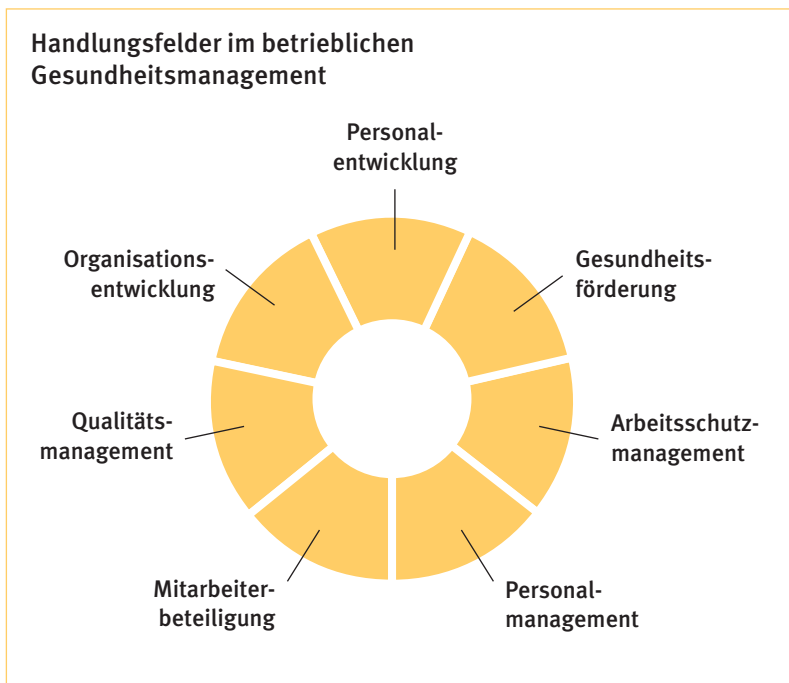 Handlungsfelder im betrieblichen
Gesundheitsmanagement
Personal-
entwicklung
Gesundheits-
förderung
Arbeitsschutz-
management
Personal-
management
Mitarbeiter-
beteiligung
Qualitäts-
management
Organisations-
entwicklung